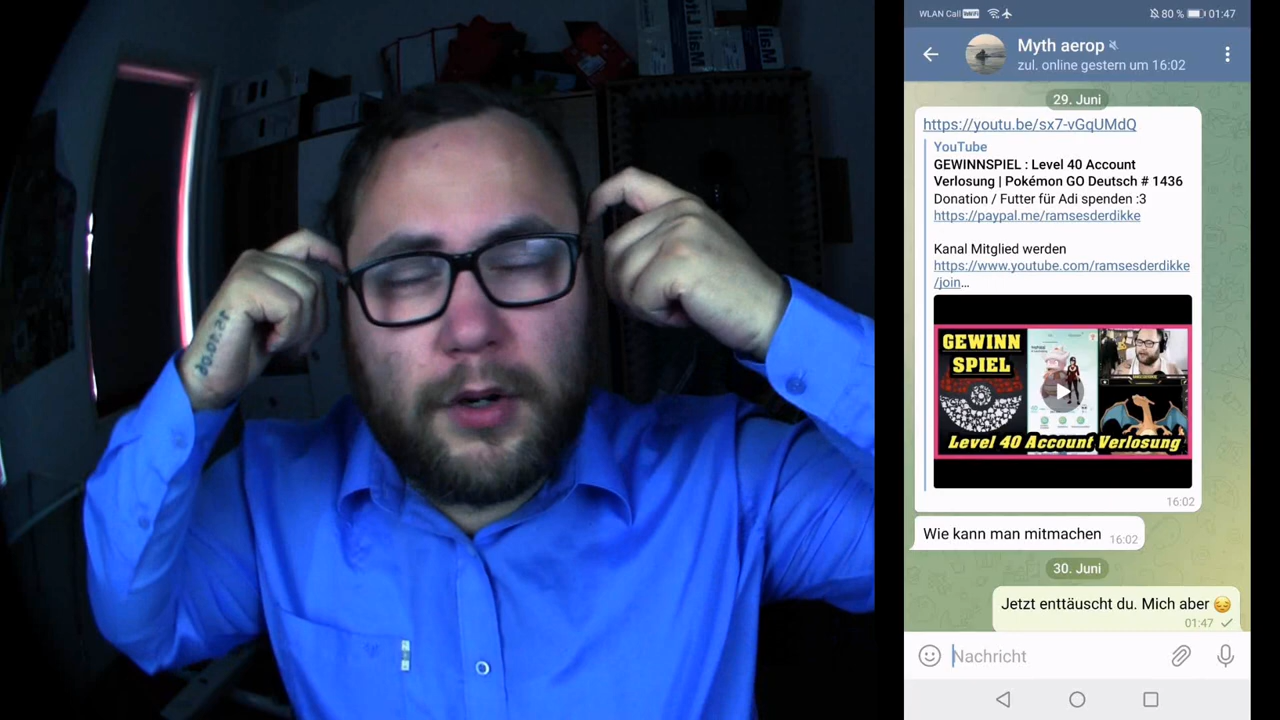 WLAN Call VoWiFi
80 % 01:47
Myth aerop
zul. online gestern um 16:02
29. Juni
https://youtu.be/sx7-vGqUMdQ
YouTube
GEWINNSPIEL : Level 40 Account
Verlosung | Pokémon GO Deutsch # 1436
Donation / Futter für Adi spenden :3
https://paypal.me/ramsesderdikke
Kanal Mitglied werden
https://www.youtube.com/ramsesderdikke
/join…
GEWINN
SPIEL
Level 40 Account Verlosung
16:02
Wie kann man mitmachen
16:02
30. Juni
Jetzt enttäuscht du. Mich aber 😔
01:47
Nachricht